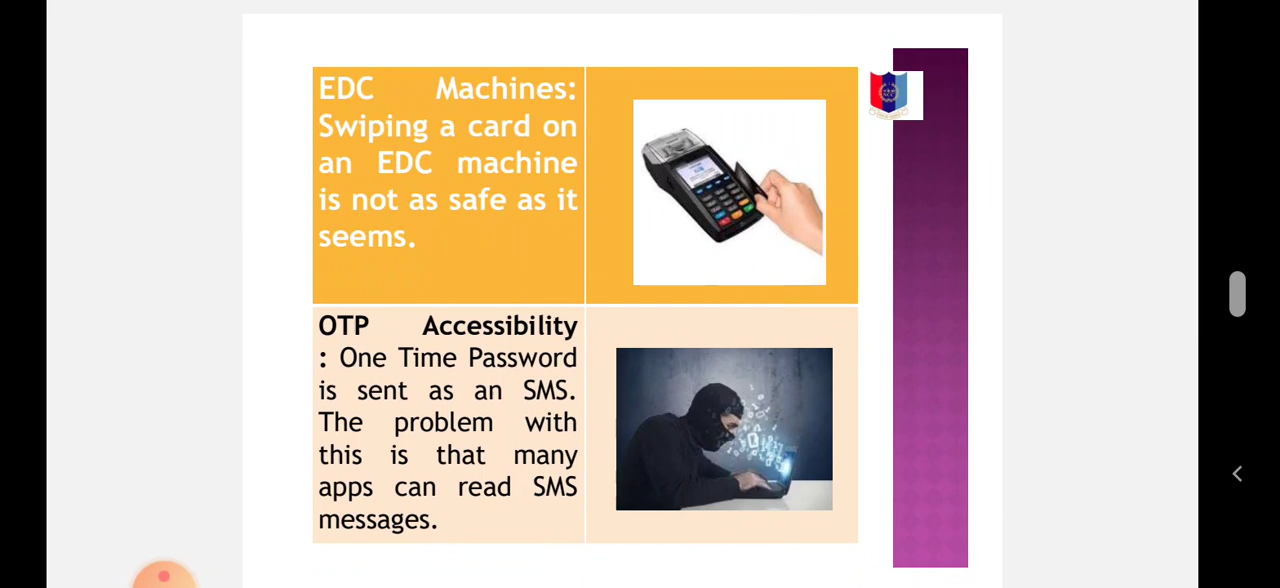 EDC Machines:
Swiping a card on
an EDC machine
is not as safe as it
seems.
OTP Accessibility
: One Time Password
is sent as an SMS.
The problem with
this is that many
apps can read SMS
messages.